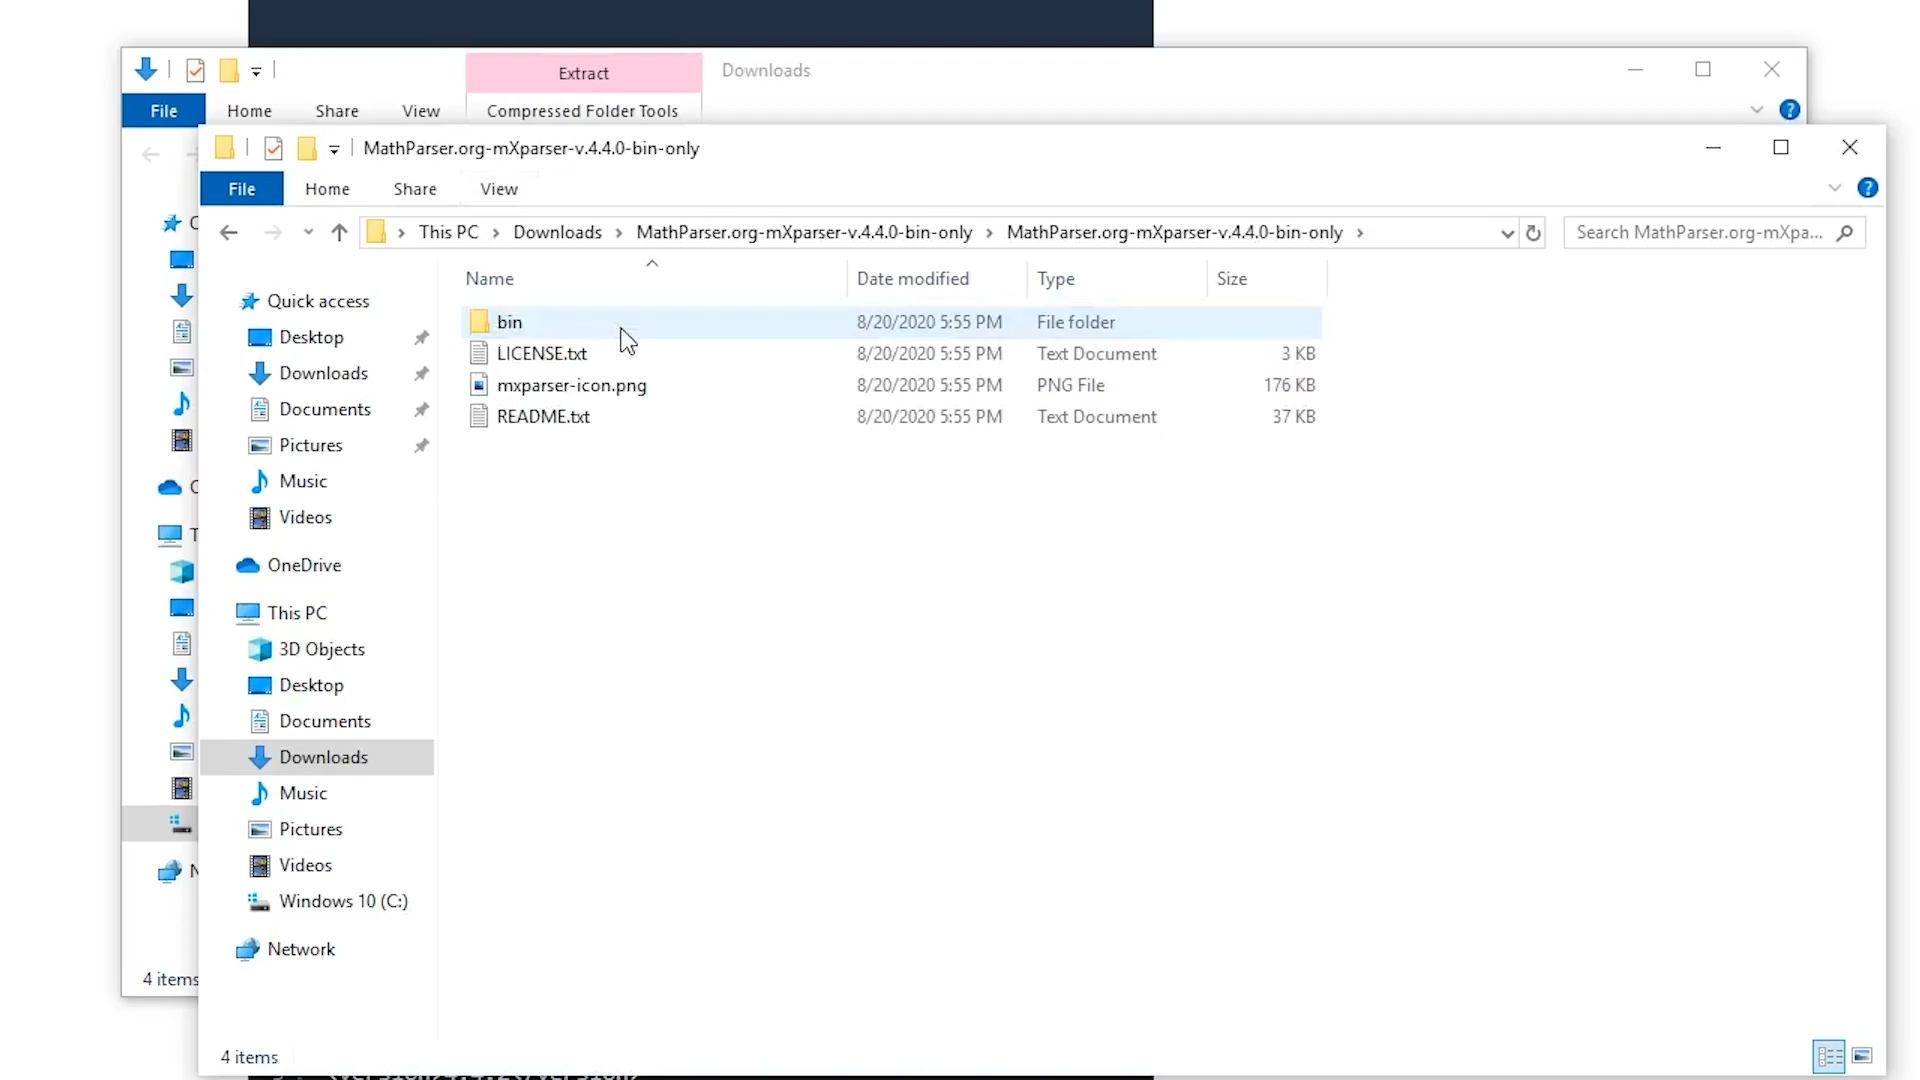 Extract
Downloads
File Home Share View Compressed Folder Tools
MathParser.org-mXparser-v.4.4.0-bin-only
File Home Share View
This PC > Downloads > MathParser.org-mXparser-v.4.4.0-bin-only > MathParser.org-mXparser-v.4.4.0-bin-only >
Search MathParser.org-mXpa...
Name Date modified Type Size
bin 8/20/2020 5:55 PM File folder
LICENSE.txt 8/20/2020 5:55 PM Text Document 3 KB
mxparser-icon.png 8/20/2020 5:55 PM PNG File 176 KB
README.txt 8/20/2020 5:55 PM Text Document 37 KB
Quick access
Desktop
Downloads
Documents
Pictures
Music
Videos
OneDrive
This PC
3D Objects
Desktop
Documents
Downloads
Music
Pictures
Videos
Windows 10 (C:)
Network
4 items
4 items